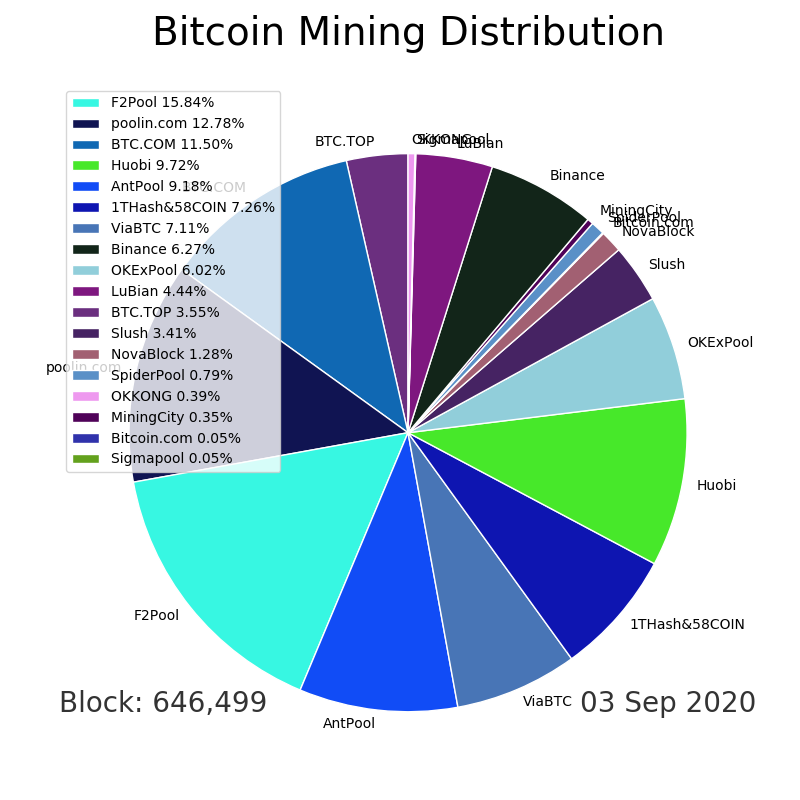 Bitcoin Mining Distribution
F2Pool 15.84%
poolin.com 12.78%
BTC.COM 11.50%
Huobi 9.72%
AntPool 9.18%
1THash&58COIN 7.26%
ViaBTC 7.11%
Binance 6.27%
OKExPool 6.02%
LuBian 4.44%
BTC.TOP 3.55%
Slush 3.41%
NovaBlock 1.28%
SpiderPool 0.79%
OKKONG 0.39%
MiningCity 0.35%
Bitcoin.com 0.05%
Sigmapool 0.05%
BTC.TOP
OKKONG
Sigmapool
LuBian
Binance
MiningCity
SpiderPool
Bitcoin.com
NovaBlock
Slush
OKExPool
Huobi
1THash&58COIN
ViaBTC
AntPool
F2Pool
poolin.com
BTC.COM
Block: 646,499
03 Sep 2020